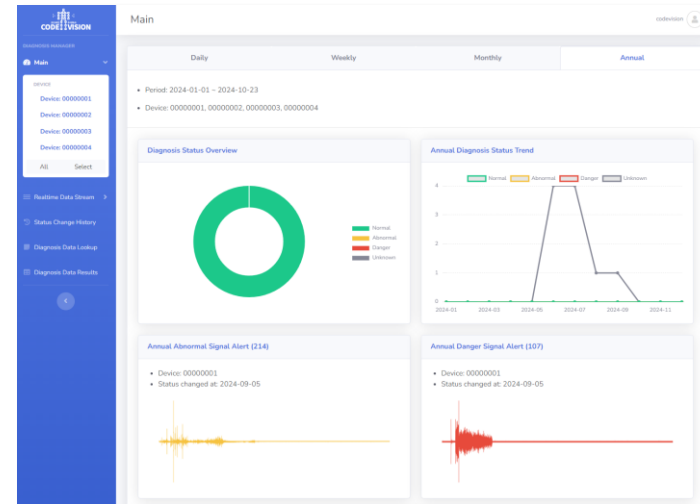 CODE VISION
Main
codevision
DIAGNOSIS MANAGER
Main
DEVICE
Device: 00000001
Device: 00000002
Device: 00000003
Device: 00000004
All Select
Realtime Data Stream
Status Change History
Diagnosis Data Lookup
Diagnosis Data Results
Daily Weekly Monthly Annual
• Period: 2024-01-01 ~ 2024-10-23
• Device: 00000001, 00000002, 00000003, 00000004
Diagnosis Status Overview
Normal
Abnormal
Danger
Unknown
Annual Diagnosis Status Trend
Normal Abnormal Danger Unknown
4
3
2
1
0
2024-01 2024-03 2024-05 2024-07 2024-09 2024-11
Annual Abnormal Signal Alert (214)
• Device: 00000001
• Status changed at: 2024-09-05
Annual Danger Signal Alert (107)
• Device: 00000001
• Status changed at: 2024-09-05